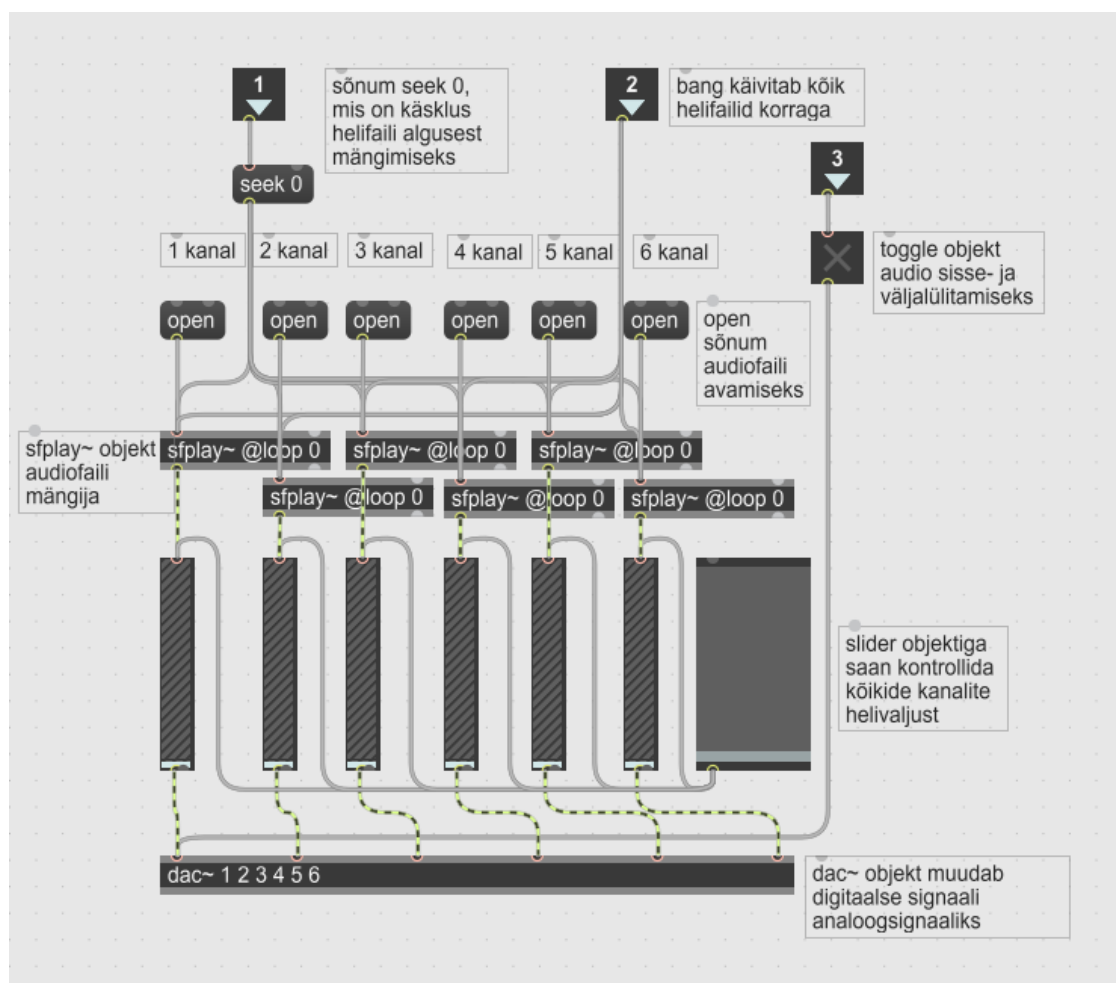 1
sõnum seek 0,
mis on käsklus
helifaili algusest
mängimiseks
2
bang käivitab kõik
helifailid korraga
3
seek 0
toggle objekt
audio sisse- ja
väljalülitamiseks
1 kanal
2 kanal
3 kanal
4 kanal
5 kanal
6 kanal
open
open
open
open
open
open
open
sõnum
audiofaili
avamiseks
sfplay~ objekt
audiofaili
mängija
sfplay~ @loop 0
sfplay~ @loop 0
sfplay~ @loop 0
sfplay~ @loop 0
sfplay~ @loop 0
sfplay~ @loop 0
slider objektiga
saan kontrollida
kõikide kanalite
helivaljust
dac~ 1 2 3 4 5 6
dac~ objekt muudab
digitaalse signaali
analoogsignaaliks